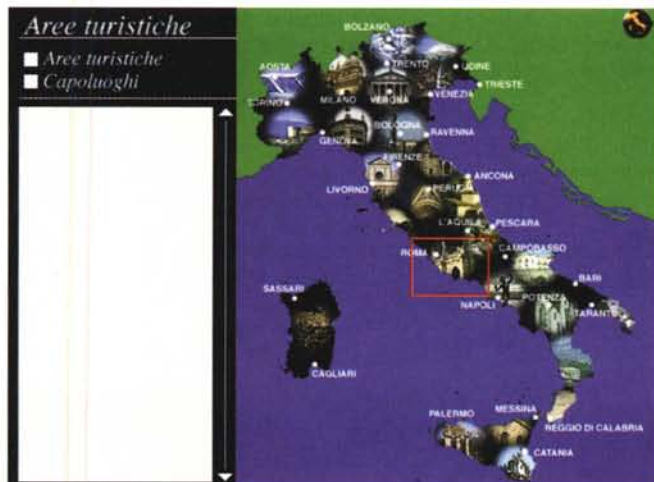 Aree turistiche
Aree turistiche
Capoluoghi
BOLZANO
AOSTA
TRENTO
UDINE
TRIESTE
TORINO
MILANO
VERONA
VENEZIA
BOLOGNA
GENOVA
RAVENNA
FIRENZE
ANCONA
LIVORNO
L'AQUILA
PESCARA
ROMA
CAMPOBASSO
SASSARI
BARI
NAPOLI
POTENZA
TARANTO
CAGLIARI
PALERMO
MESSINA
REGGIO DI CALABRIA
CATANIA